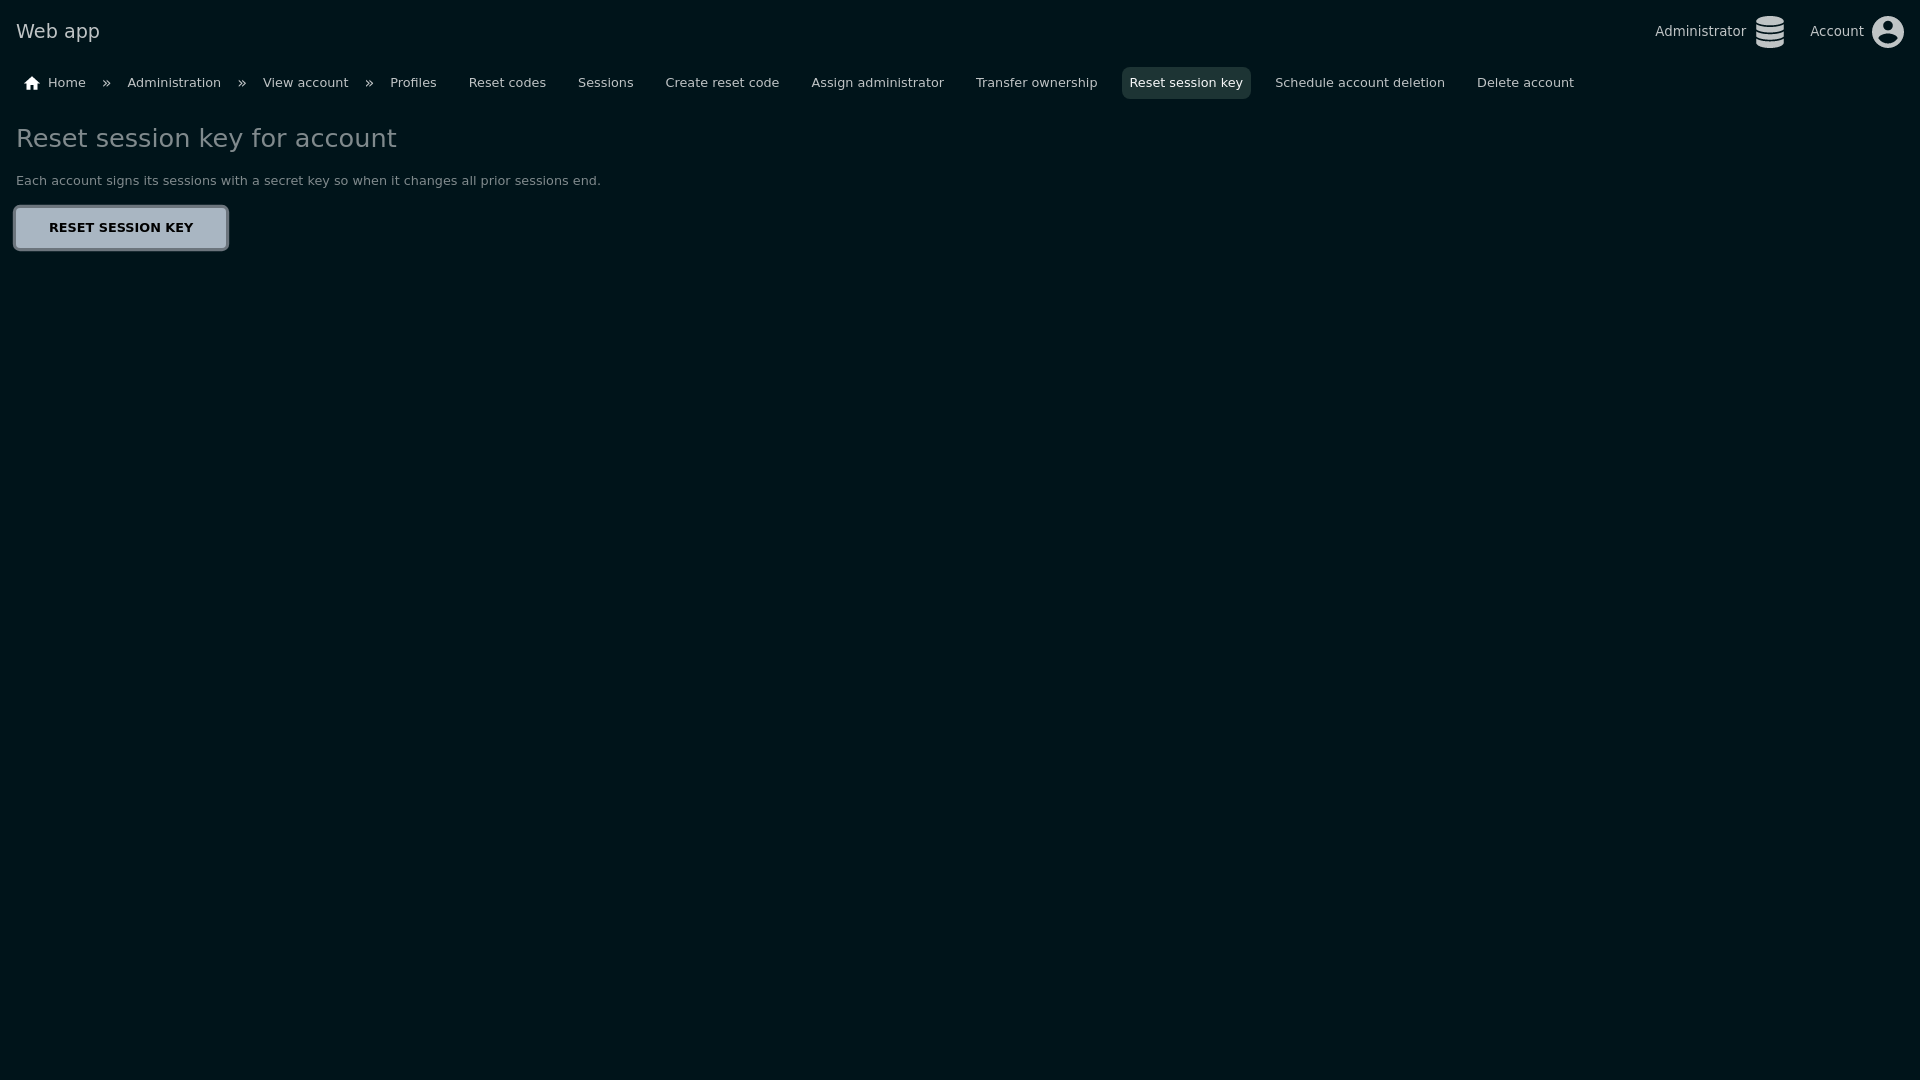 Web app
Administrator
Account
Home » Administration » View account » Profiles Reset codes Sessions Create reset code Assign administrator Transfer ownership Reset session key Schedule account deletion Delete account
Reset session key for account
Each account signs its sessions with a secret key so when it changes all prior sessions end.
RESET SESSION KEY